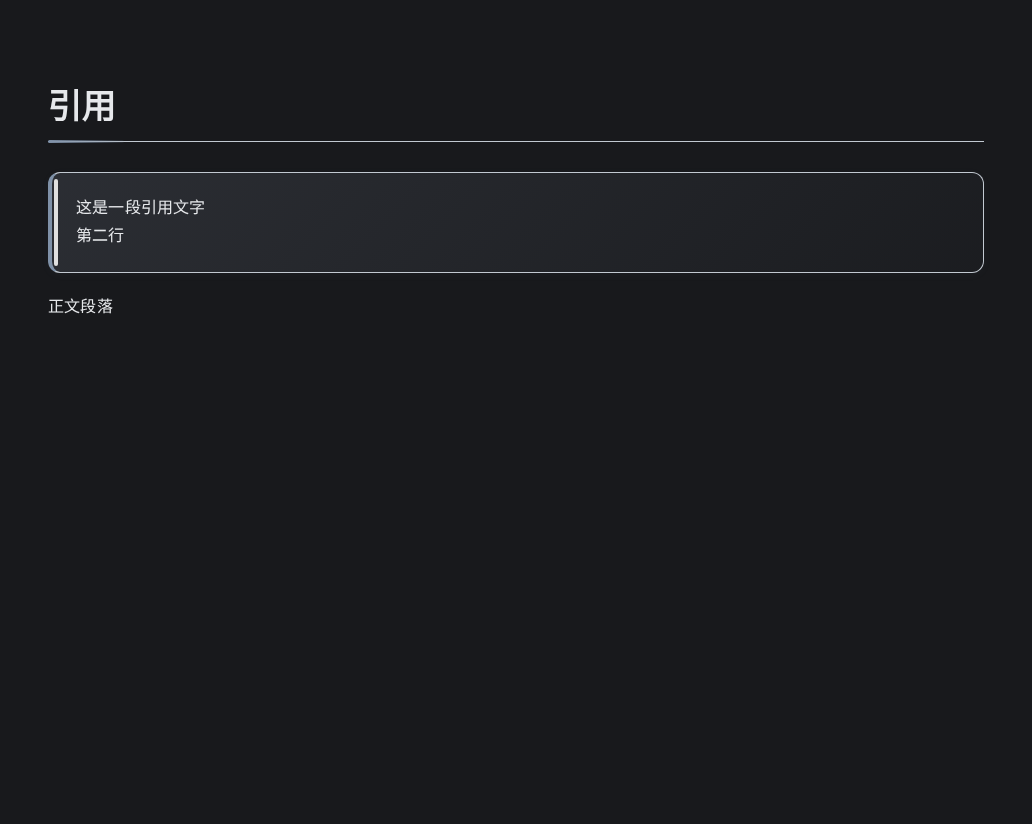 引用
这是一段引用文字
第二行
正文段落